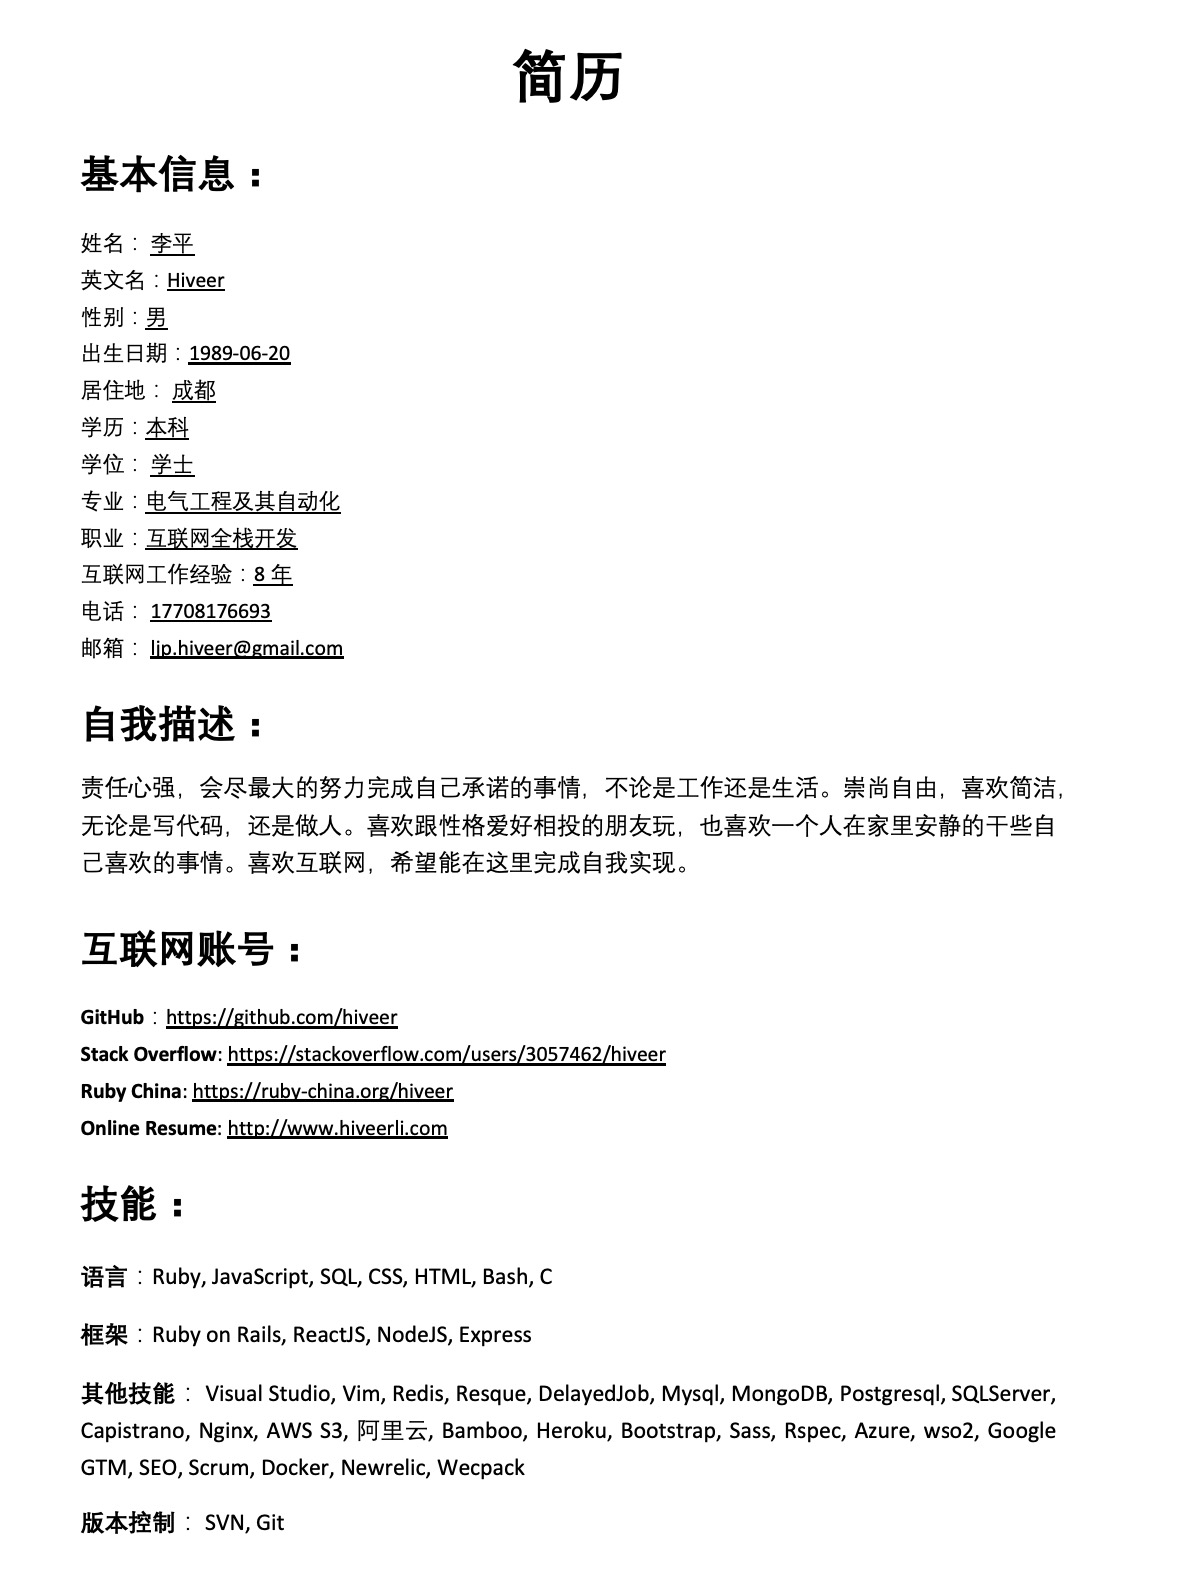 简历
基本信息：
姓名： 李平
英文名：Hiveer
性别：男
出生日期：1989-06-20
居住地： 成都
学历：本科
学位： 学士
专业：电气工程及其自动化
职业：互联网全栈开发
互联网工作经验：8 年
电话： 17708176693
邮箱： ljp.hiveer@gmail.com
自我描述：
责任心强，会尽最大的努力完成自己承诺的事情，不论是工作还是生活。崇尚自由，喜欢简洁，
无论是写代码，还是做人。喜欢跟性格爱好相投的朋友玩，也喜欢一个人在家里安静的干些自
己喜欢的事情。喜欢互联网，希望能在这里完成自我实现。
互联网账号：
GitHub：https://github.com/hiveer
Stack Overflow: https://stackoverflow.com/users/3057462/hiveer
Ruby China: https://ruby-china.org/hiveer
Online Resume: http://www.hiveerli.com
技能：
语言：Ruby, JavaScript, SQL, CSS, HTML, Bash, C
框架：Ruby on Rails, ReactJS, NodeJS, Express
其他技能： Visual Studio, Vim, Redis, Resque, DelayedJob, Mysql, MongoDB, Postgresql, SQLServer,
Capistrano, Nginx, AWS S3, 阿里云, Bamboo, Heroku, Bootstrap, Sass, Rspec, Azure, wso2, Google
GTM, SEO, Scrum, Docker, Newrelic, Wecpack
版本控制： SVN, Git